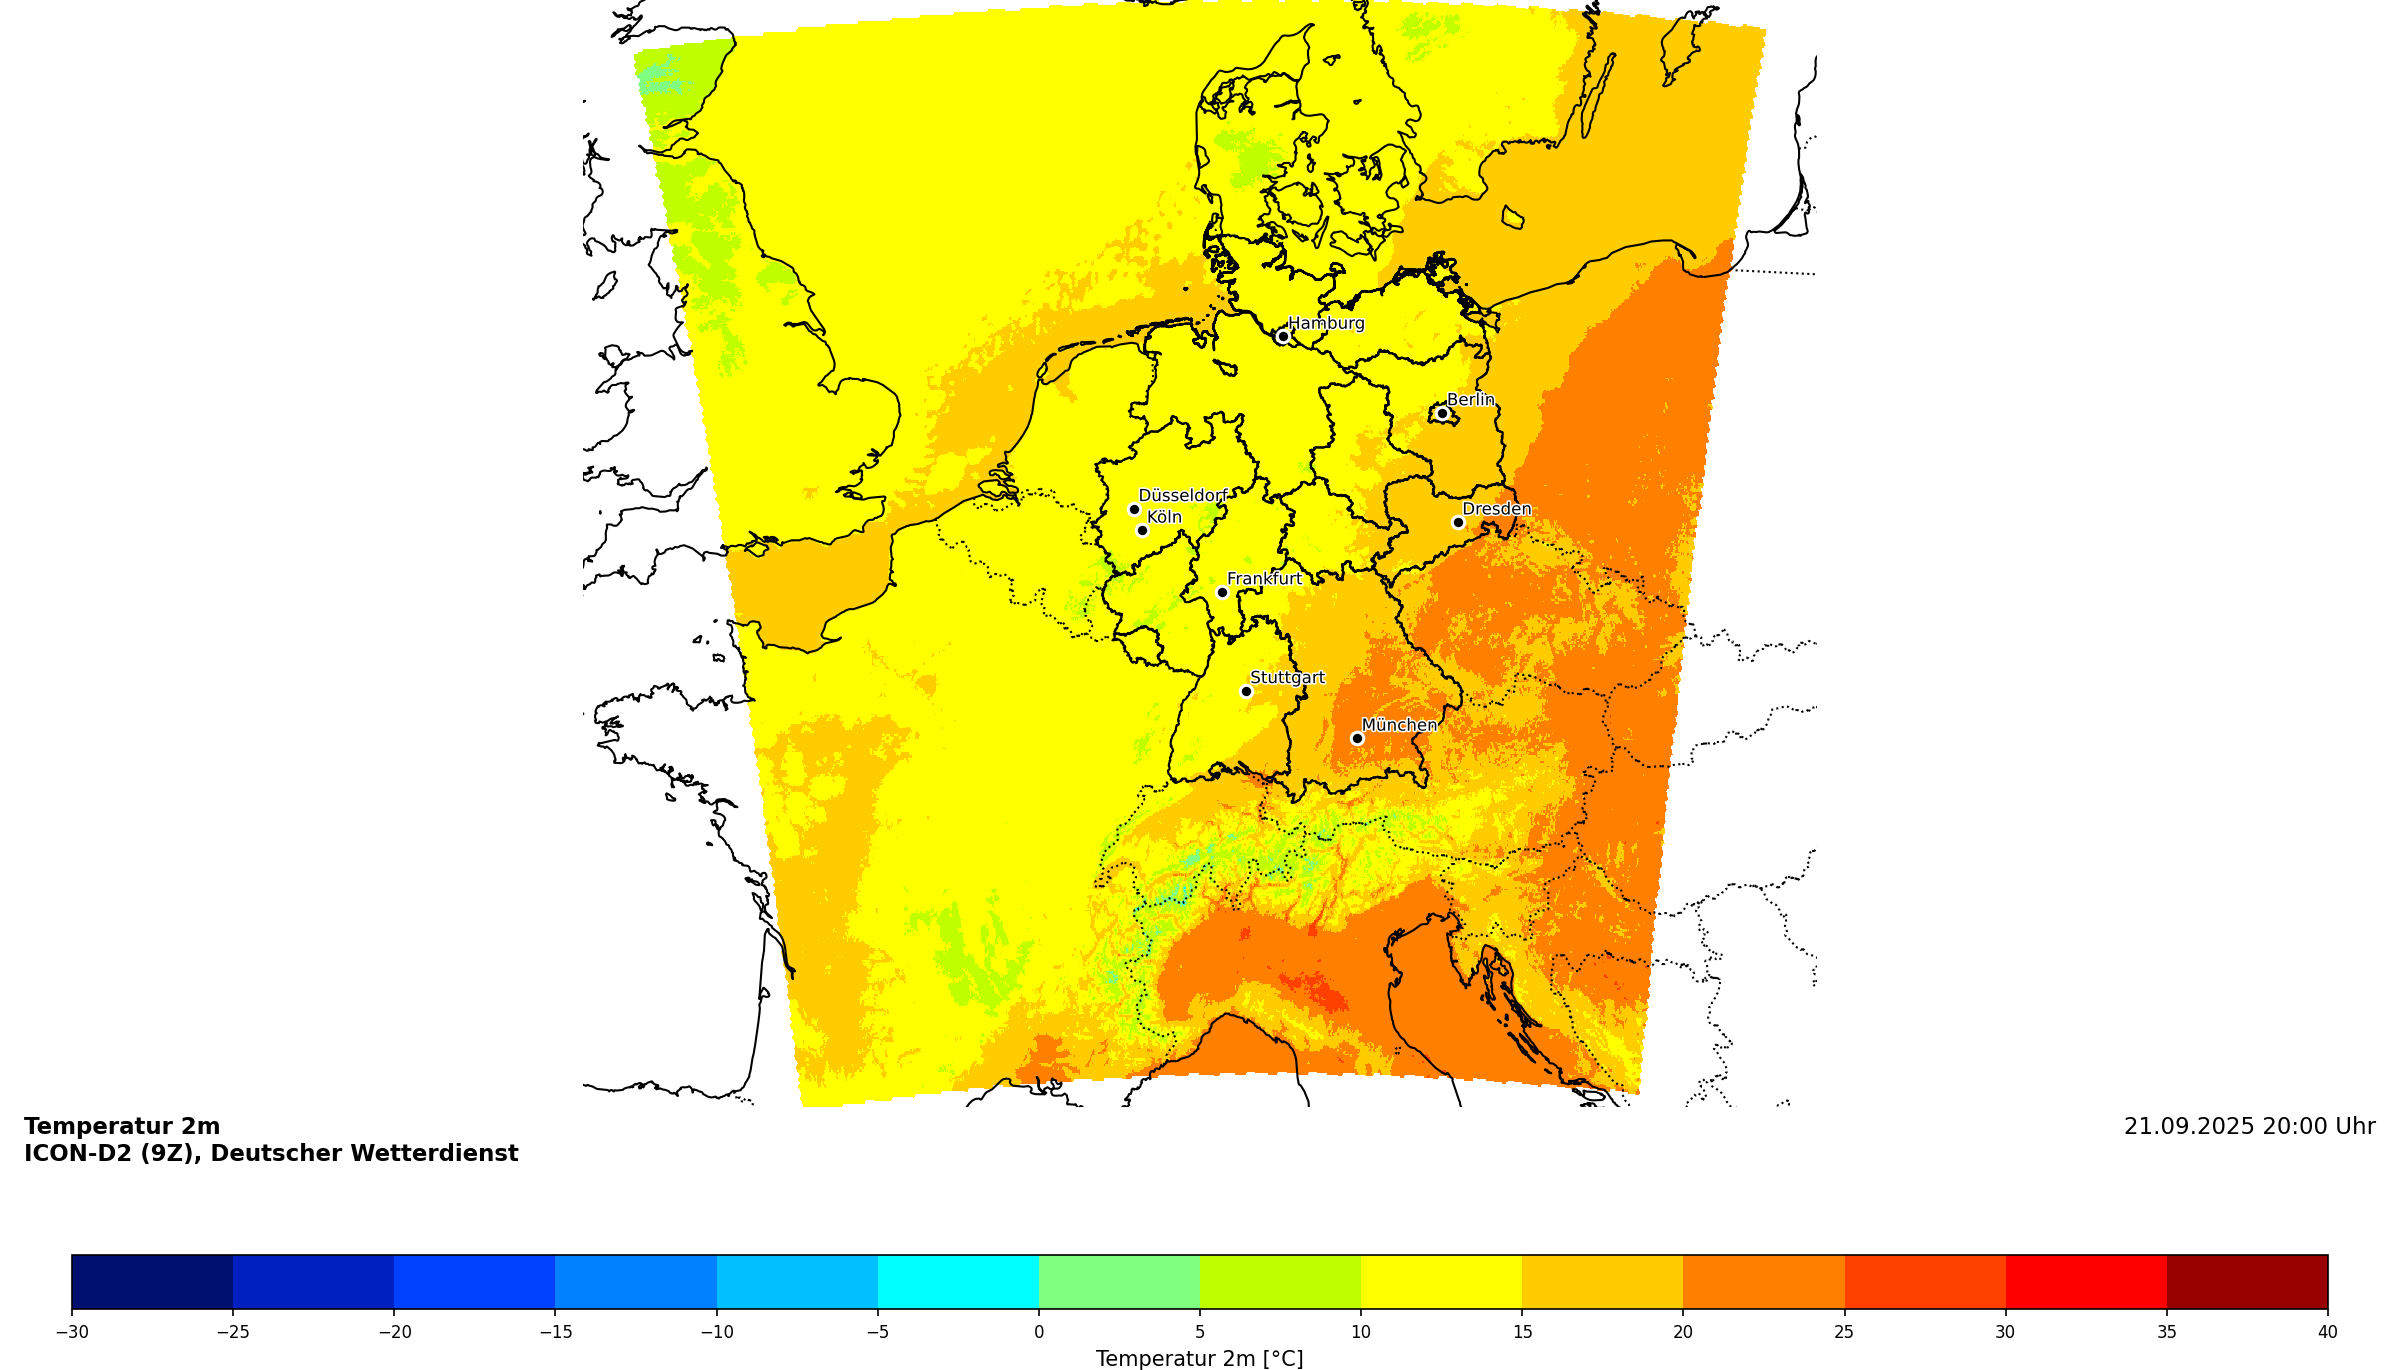 Hamburg
Berlin
Düsseldorf
Köln
Dresden
Frankfurt
Stuttgart
München
Temperatur 2m
ICON-D2 (9Z), Deutscher Wetterdienst
21.09.2025 20:00 Uhr
−30 −25 −20 −15 −10 −5 0 5 10 15 20 25 30 35 40
Temperatur 2m [°C]